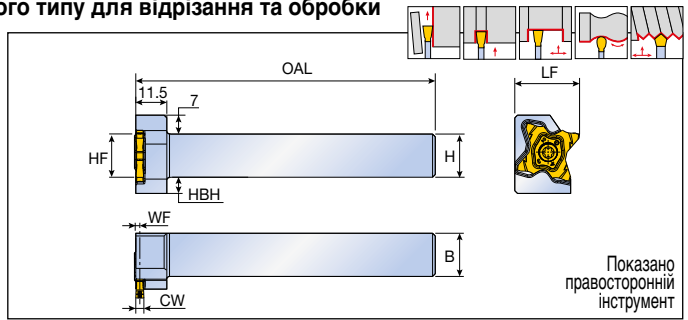 ого типу для відрізання та обробки
OAL
LF
11.5
7
HF
H
HBH
WF
B
CW
Показано
правосторонній
інструмент